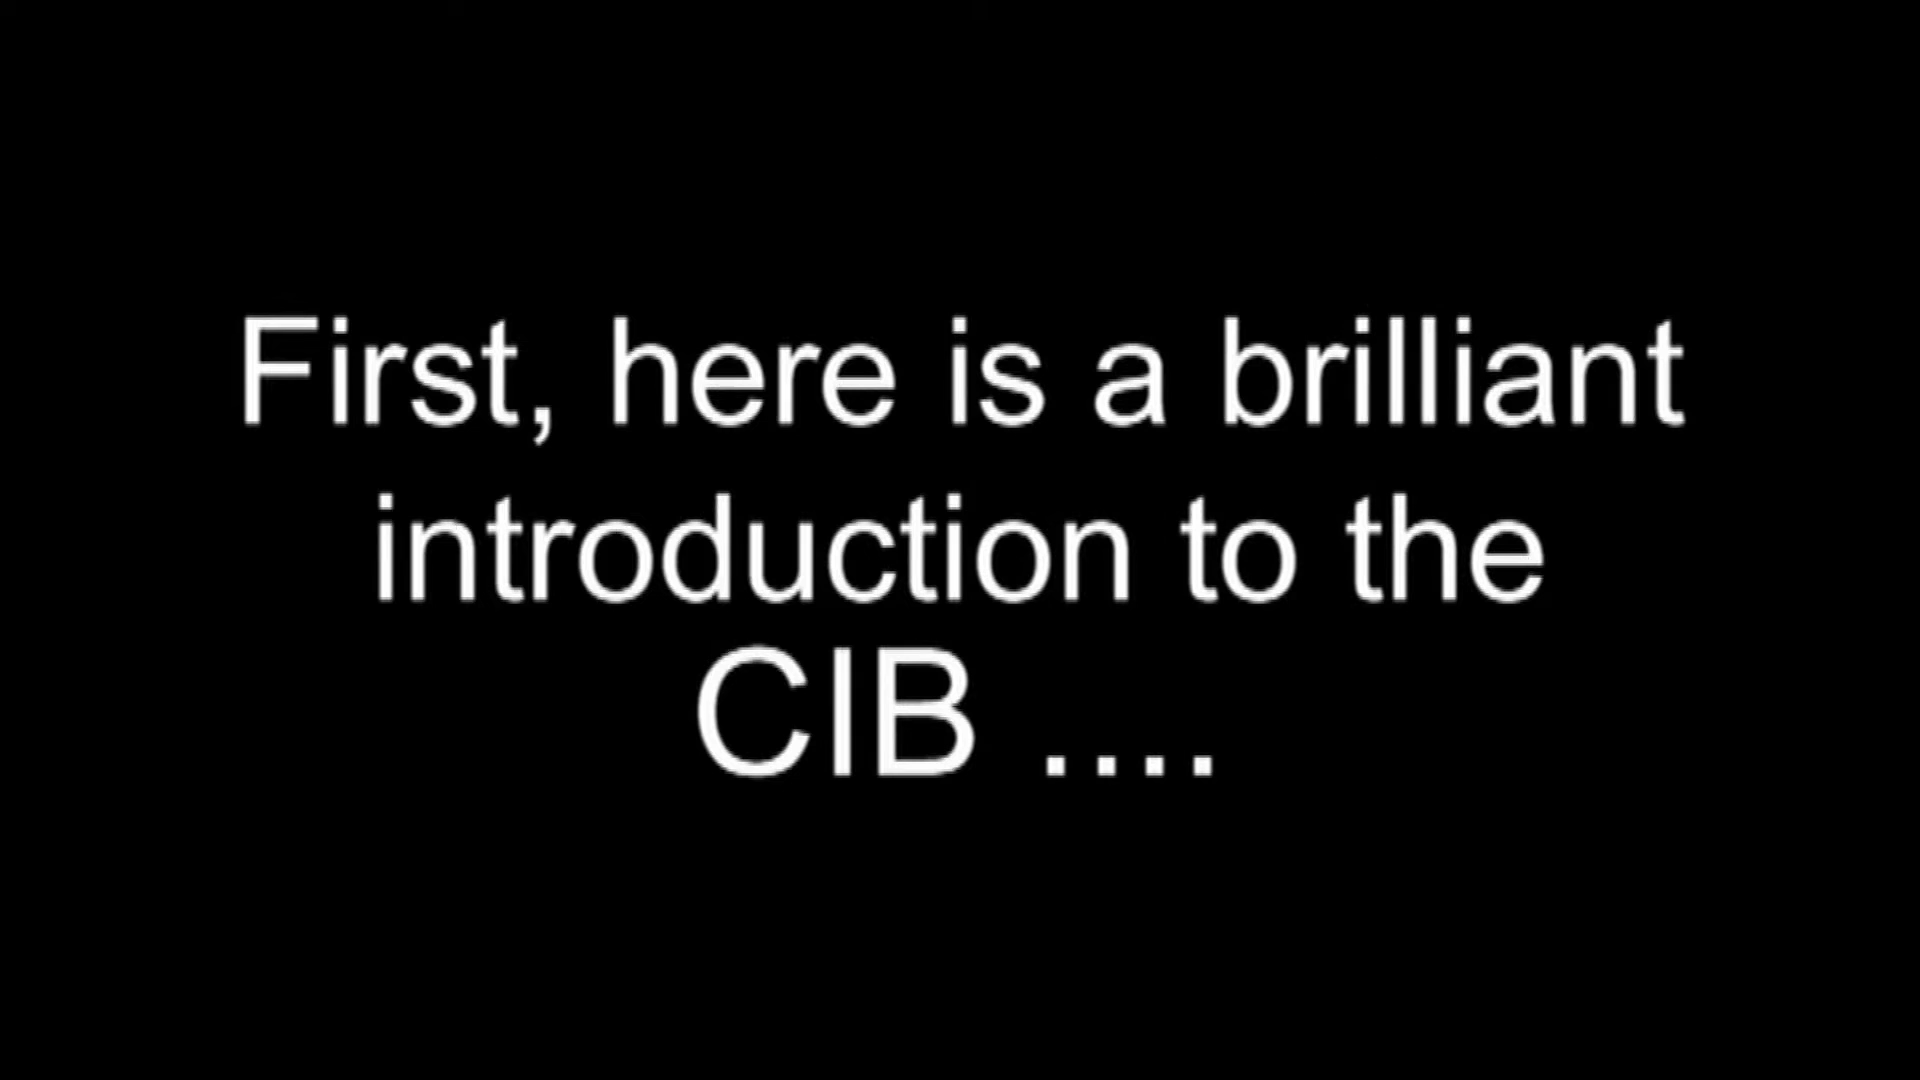 First, here is a brilliant
introduction to the
CIB ....